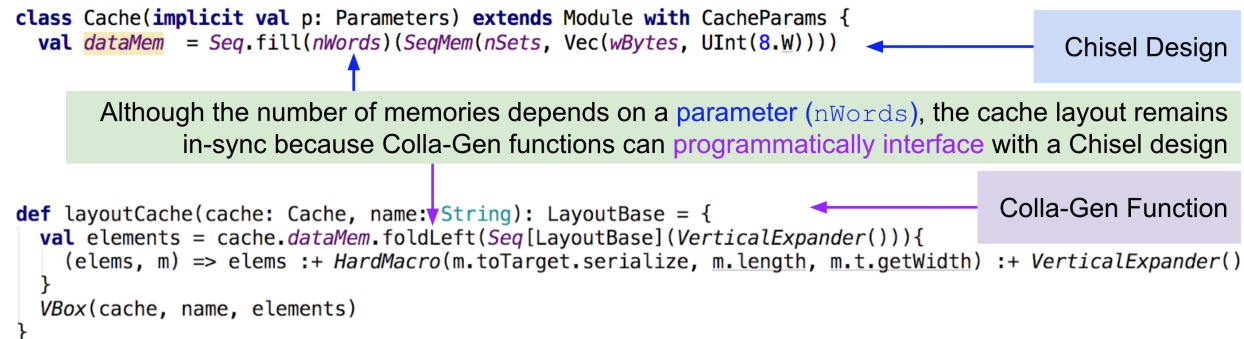 class Cache(implicit val p: Parameters) extends Module with CacheParams {
val dataMem = Seq.fill(nWords)(SeqMem(nSets, Vec(wBytes, UInt(8.W))))
Chisel Design
Although the number of memories depends on a parameter (nWords), the cache layout remains
in-sync because Colla-Gen functions can programmatically interface with a Chisel design
Colla-Gen Function
def layoutCache(cache: Cache, name: String): LayoutBase = {
val elements = cache.dataMem.foldLeft(Seq[LayoutBase](VerticalExpander())){
(elems, m) => elems :+ HardMacro(m.toTarget.serialize, m.length, m.t.getWidth) :+ VerticalExpander()
}
VBox(cache, name, elements)
}